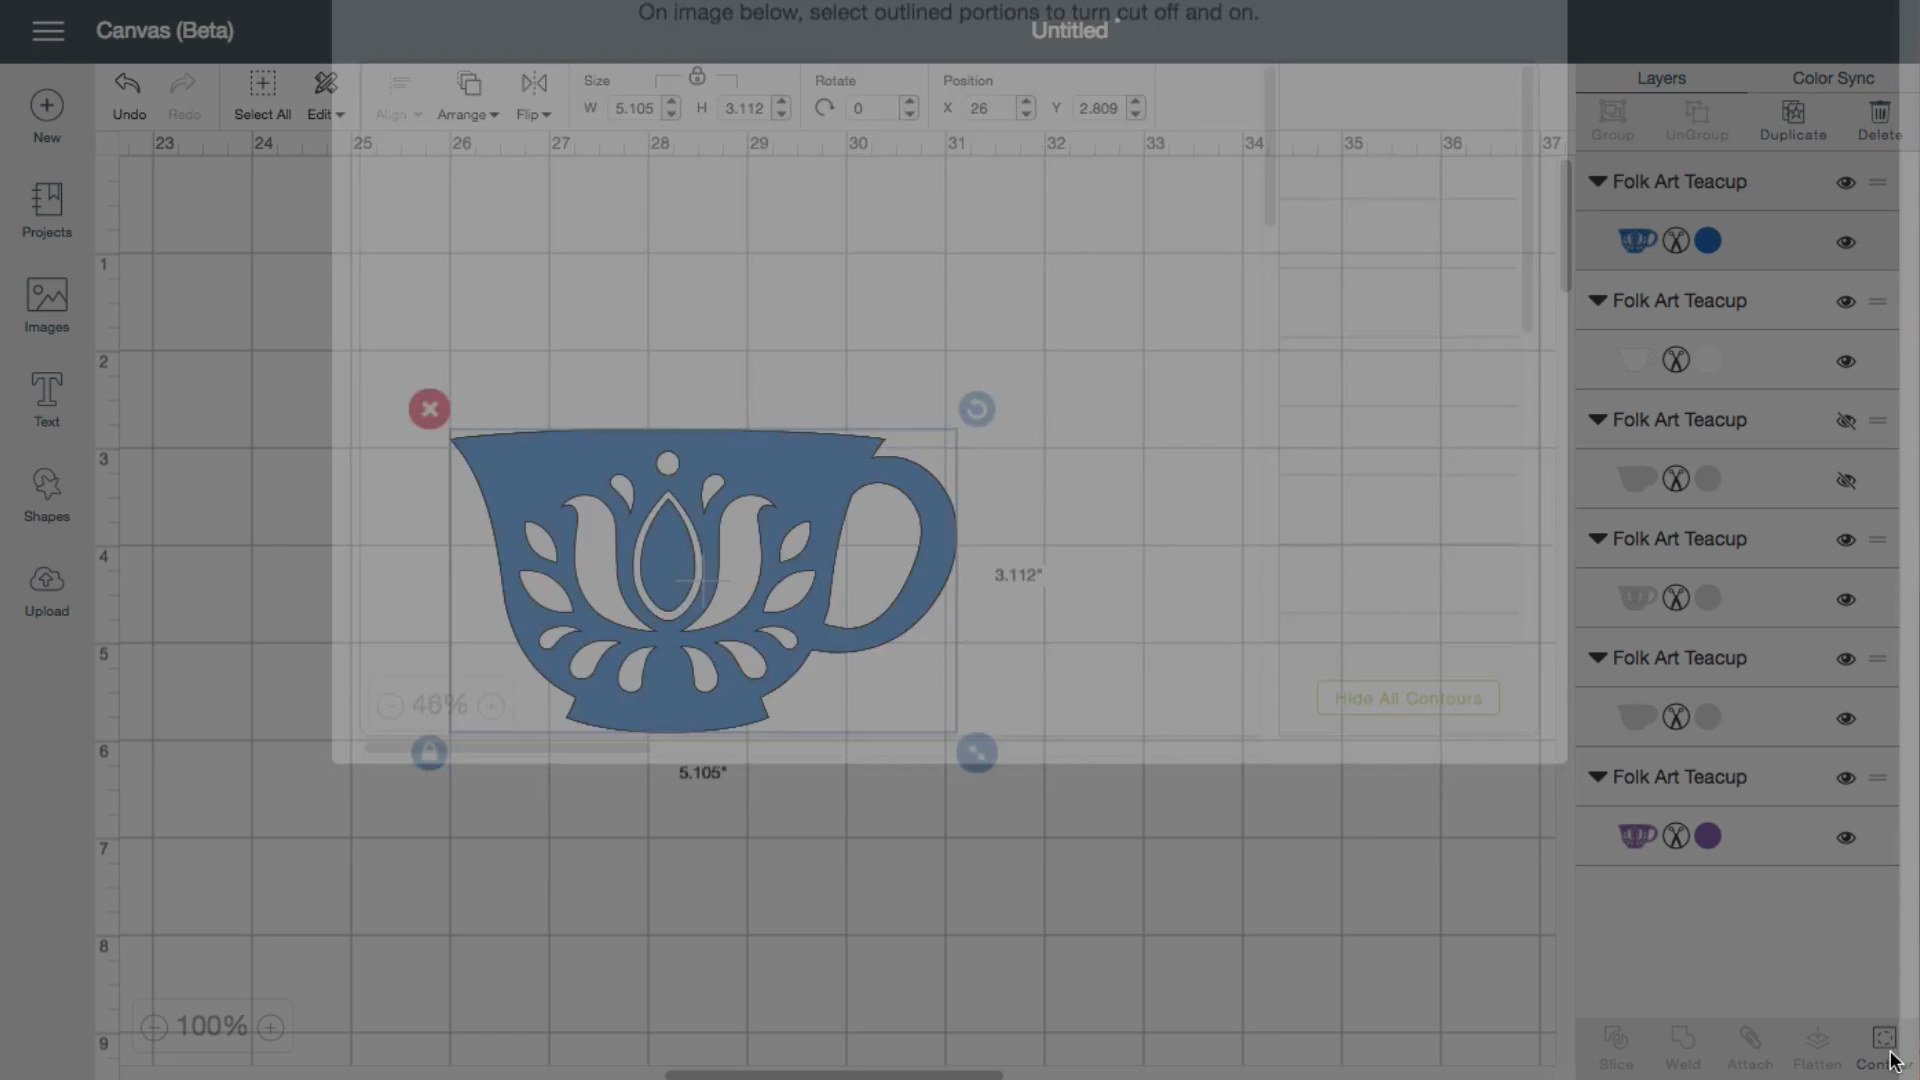 On image below, select outlined portions to turn cut off and on.
Canvas (Beta)
Untitled *
New
Projects
Images
Text
Shapes
Upload
Undo
Redo
Select All
Edit
Align
Arrange
Flip
Size
W 5.105 H 3.112
Rotate
0
Position
X 26 Y 2.809
23 24 25 26 27 28 29 30 31 32 33 34 35 36 37
1
2
3
4
5
6
7
8
9
3.112"
5.105"
46%
Hide All Contours
100%
Layers
Color Sync
Group
UnGroup
Duplicate
Delete
Folk Art Teacup
Folk Art Teacup
Folk Art Teacup
Folk Art Teacup
Folk Art Teacup
Folk Art Teacup
Slice
Weld
Attach
Flatten